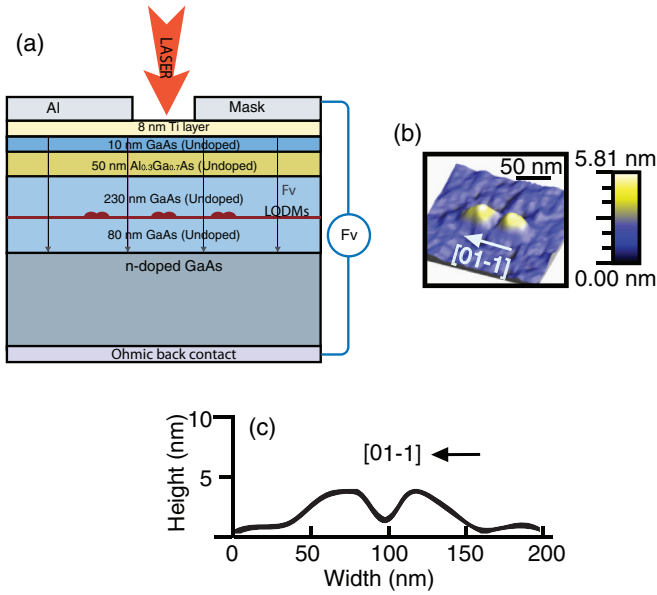 (a)
LASER
Al
Mask
8 nm Ti layer
10 nm GaAs (Undoped)
50 nm Al0.3Ga0.7As (Undoped)
230 nm GaAs (Undoped)
Fv
LQDMs
80 nm GaAs (Undoped)
n-doped GaAs
Ohmic back contact
Fv
(b)
50 nm
[01-1]
5.81 nm
0.00 nm
(c)
[01-1]
Height (nm)
10
5
0
50
100
150
200
Width (nm)